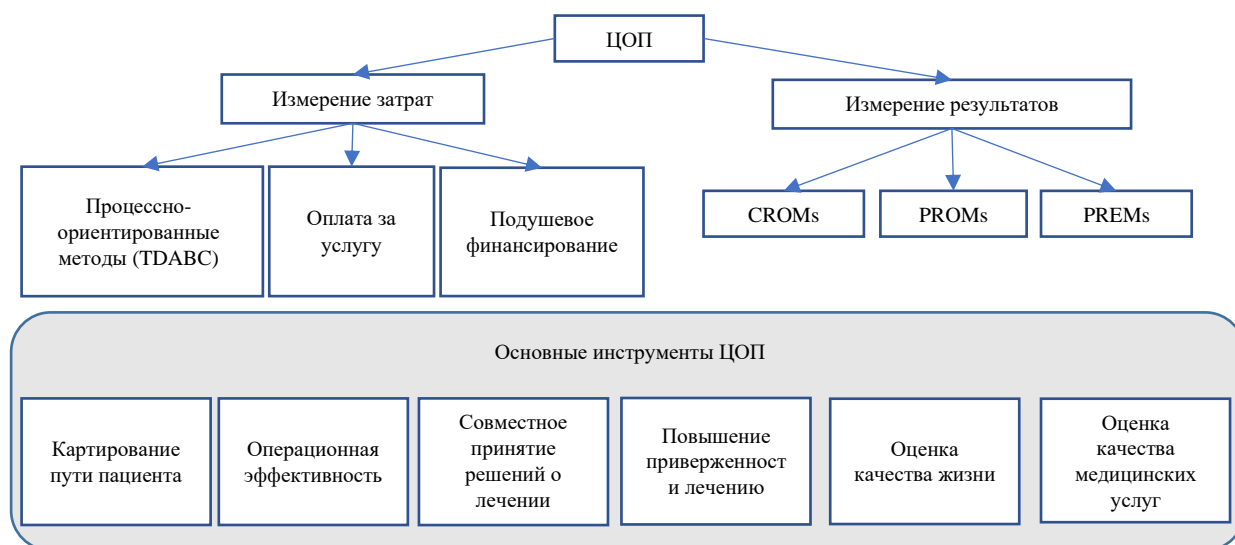 ЦОП
Измерение затрат
Измерение результатов
Процессно-
ориентированные
методы (TDABC)
Оплата за
услугу
Подушевое
финансирование
CROMs
PROMs
PREMs
Основные инструменты ЦОП
Картирование
пути пациента
Операционная
эффективность
Совместное
принятие
решений о
лечении
Повышение
приверженност
и лечению
Оценка
качества жизни
Оценка
качества
медицинских
услуг